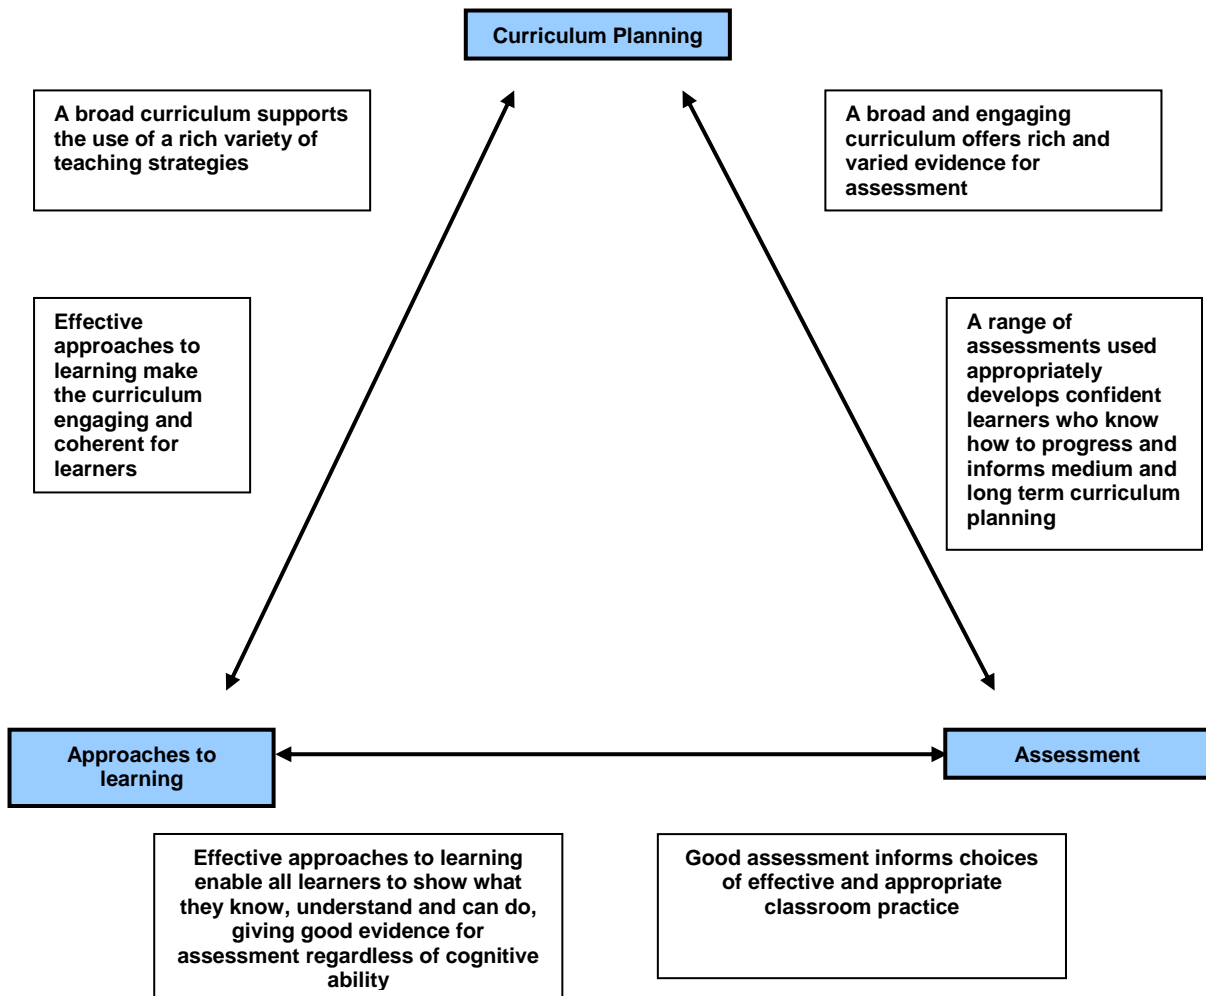 Curriculum Planning
A broad curriculum supports
the use of a rich variety of
teaching strategies
A broad and engaging
curriculum offers rich and
varied evidence for
assessment
Effective
approaches to
learning make
the curriculum
engaging and
coherent for
learners
A range of
assessments used
appropriately
develops confident
learners who know
how to progress and
informs medium and
long term curriculum
planning
Approaches to
learning
Assessment
Effective approaches to learning
enable all learners to show what
they know, understand and can do,
giving good evidence for
assessment regardless of cognitive
ability
Good assessment informs choices
of effective and appropriate
classroom practice